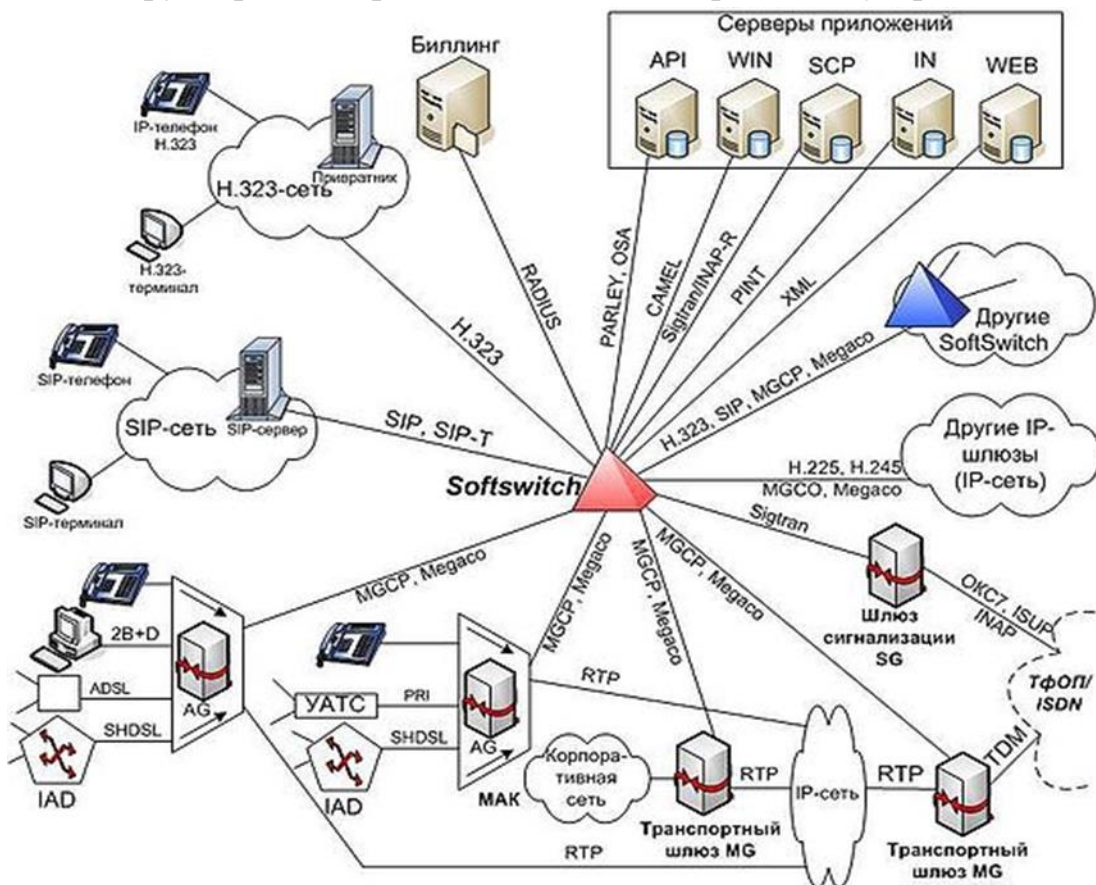 Серверы приложений
Биллинг
API
WIN
SCP
IN
WEB
IP-телефон
H.323
Привратник
H.323-сеть
H.323-
терминал
RADIUS
PARLEY, OSA
CAMEL
Sigtran/INAP-R
PINT
XML
H.323
Другие
SoftSwitch
H.323, SIP, MGCP, Megaco
SIP-телефон
SIP-сеть
SIP-сервер
SIP-терминал
SIP, SIP-T
Softswitch
Другие IP-
шлюзы
(IP-сеть)
H.225, H.245
MGCO, Megaco
Sigtran
Шлюз
сигнализации
SG
ОКС7, ISUP
INAP
ТфОП/
ISDN
MGCP, Megaco
MGCP, Megaco
MGCP, Megaco
MGCP, Megaco
2B+D
ADSL
SHDSL
AG
IAD
УАТС
PRI
SHDSL
AG
IAD
МАК
RTP
Корпора-
тивная
сеть
RTP
IP-сеть
RTP
TDM
Транспортный
шлюз MG
Транспортный
шлюз MG
RTP